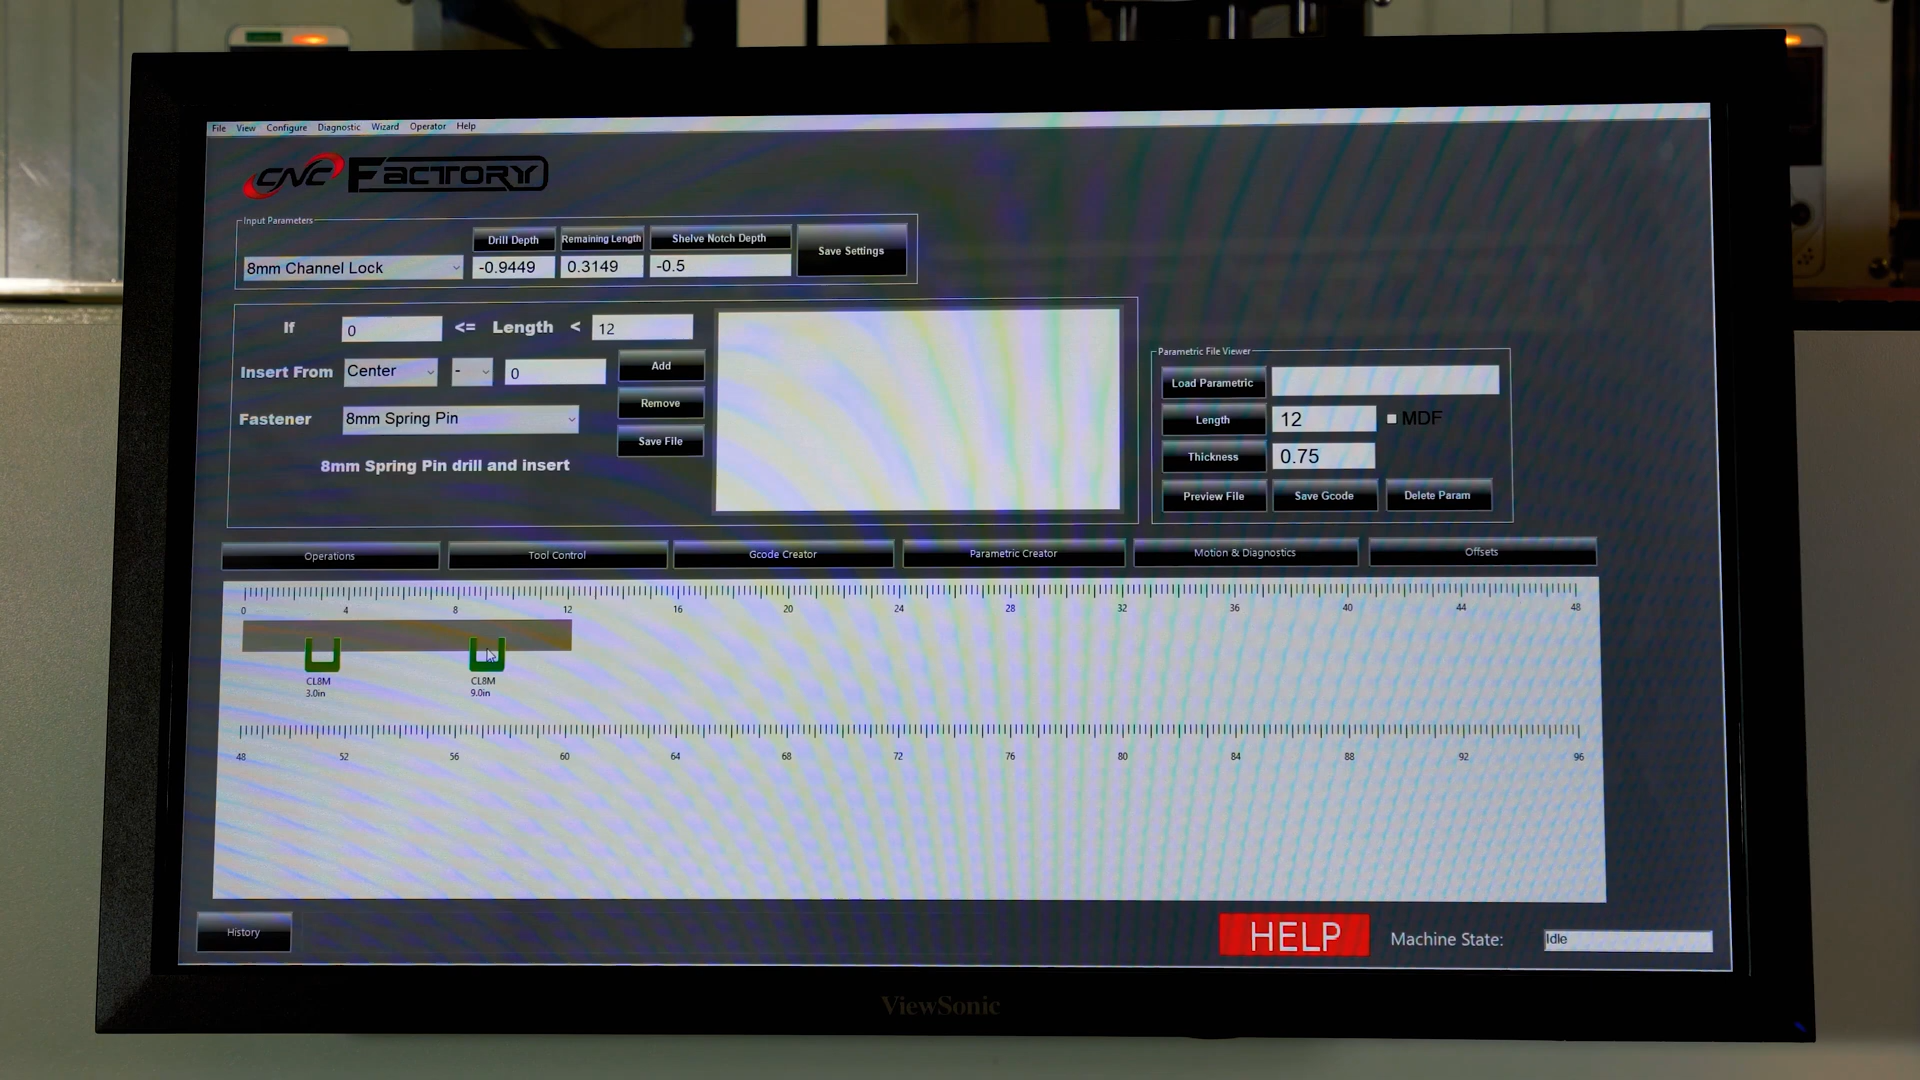 File View Configure Diagnostic Wizard Operator Help
CNC FACTORY
Input Parameters
Drill Depth Remaining Length Shelve Notch Depth
Save Settings
8mm Channel Lock -0.9449 0.3149 -0.5
If 0 <= Length < 12
Insert From Center - 0
Add
Remove
Save File
Fastener 8mm Spring Pin
8mm Spring Pin drill and insert
Parametric File Viewer
Load Parametric
Length 12 MDF
Thickness 0.75
Preview File Save Gcode Delete Param
Operations Tool Control Gcode Creator Parametric Creator Motion & Diagnostics Offsets
0 4 8 12 16 20 24 28 32 36 40 44 48
CL8M CL8M
3.0in 9.0in
48 52 56 60 64 68 72 76 80 84 88 92 96
History
HELP
Machine State: Idle
ViewSonic